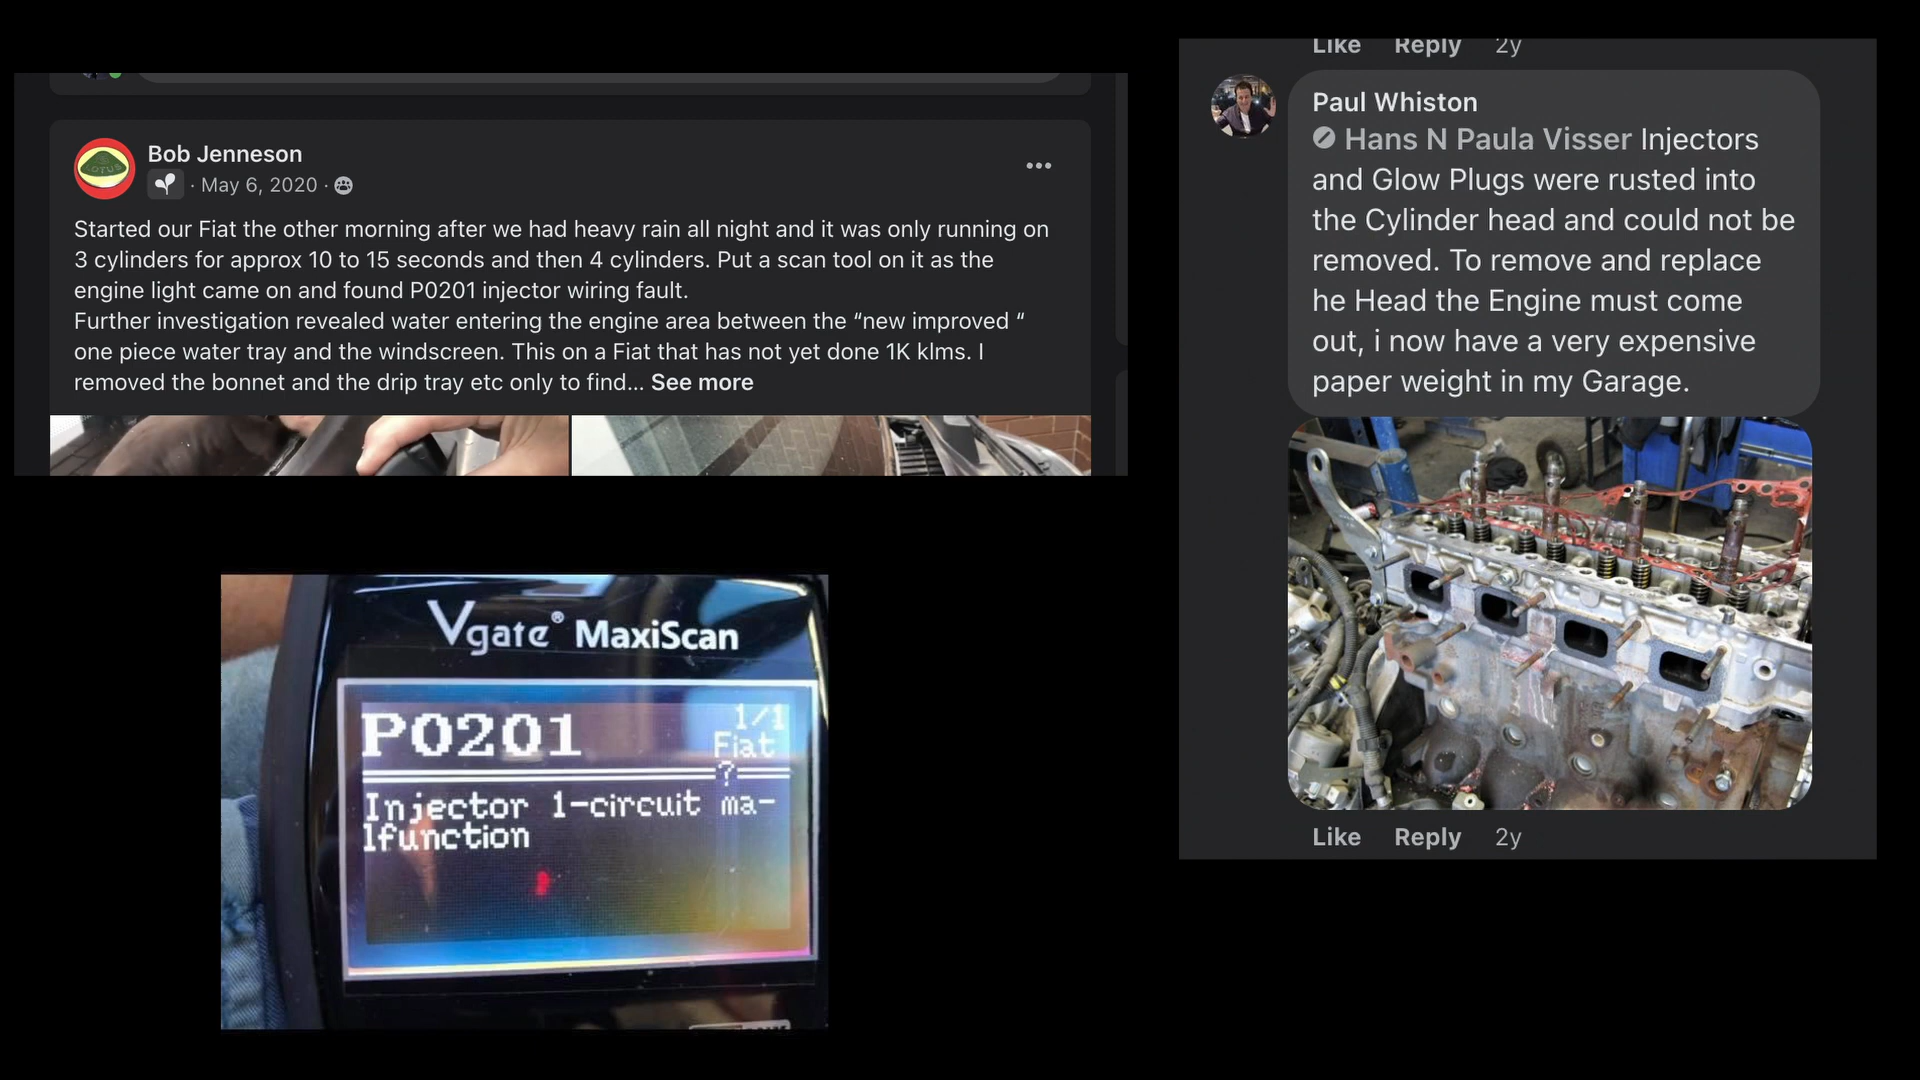 Bob Jenneson
· May 6, 2020 ·
Started our Fiat the other morning after we had heavy rain all night and it was only running on
3 cylinders for approx 10 to 15 seconds and then 4 cylinders. Put a scan tool on it as the
engine light came on and found P0201 injector wiring fault.
Further investigation revealed water entering the engine area between the “new improved “
one piece water tray and the windscreen. This on a Fiat that has not yet done 1K klms. I
removed the bonnet and the drip tray etc only to find... See more
LOTUS
Vgate® MaxiScan
P0201
1/1
Fiat
?
Injector 1-circuit ma-
lfunction
Like Reply 2y
Paul Whiston
Hans N Paula Visser Injectors
and Glow Plugs were rusted into
the Cylinder head and could not be
removed. To remove and replace
he Head the Engine must come
out, i now have a very expensive
paper weight in my Garage.
Like Reply 2y